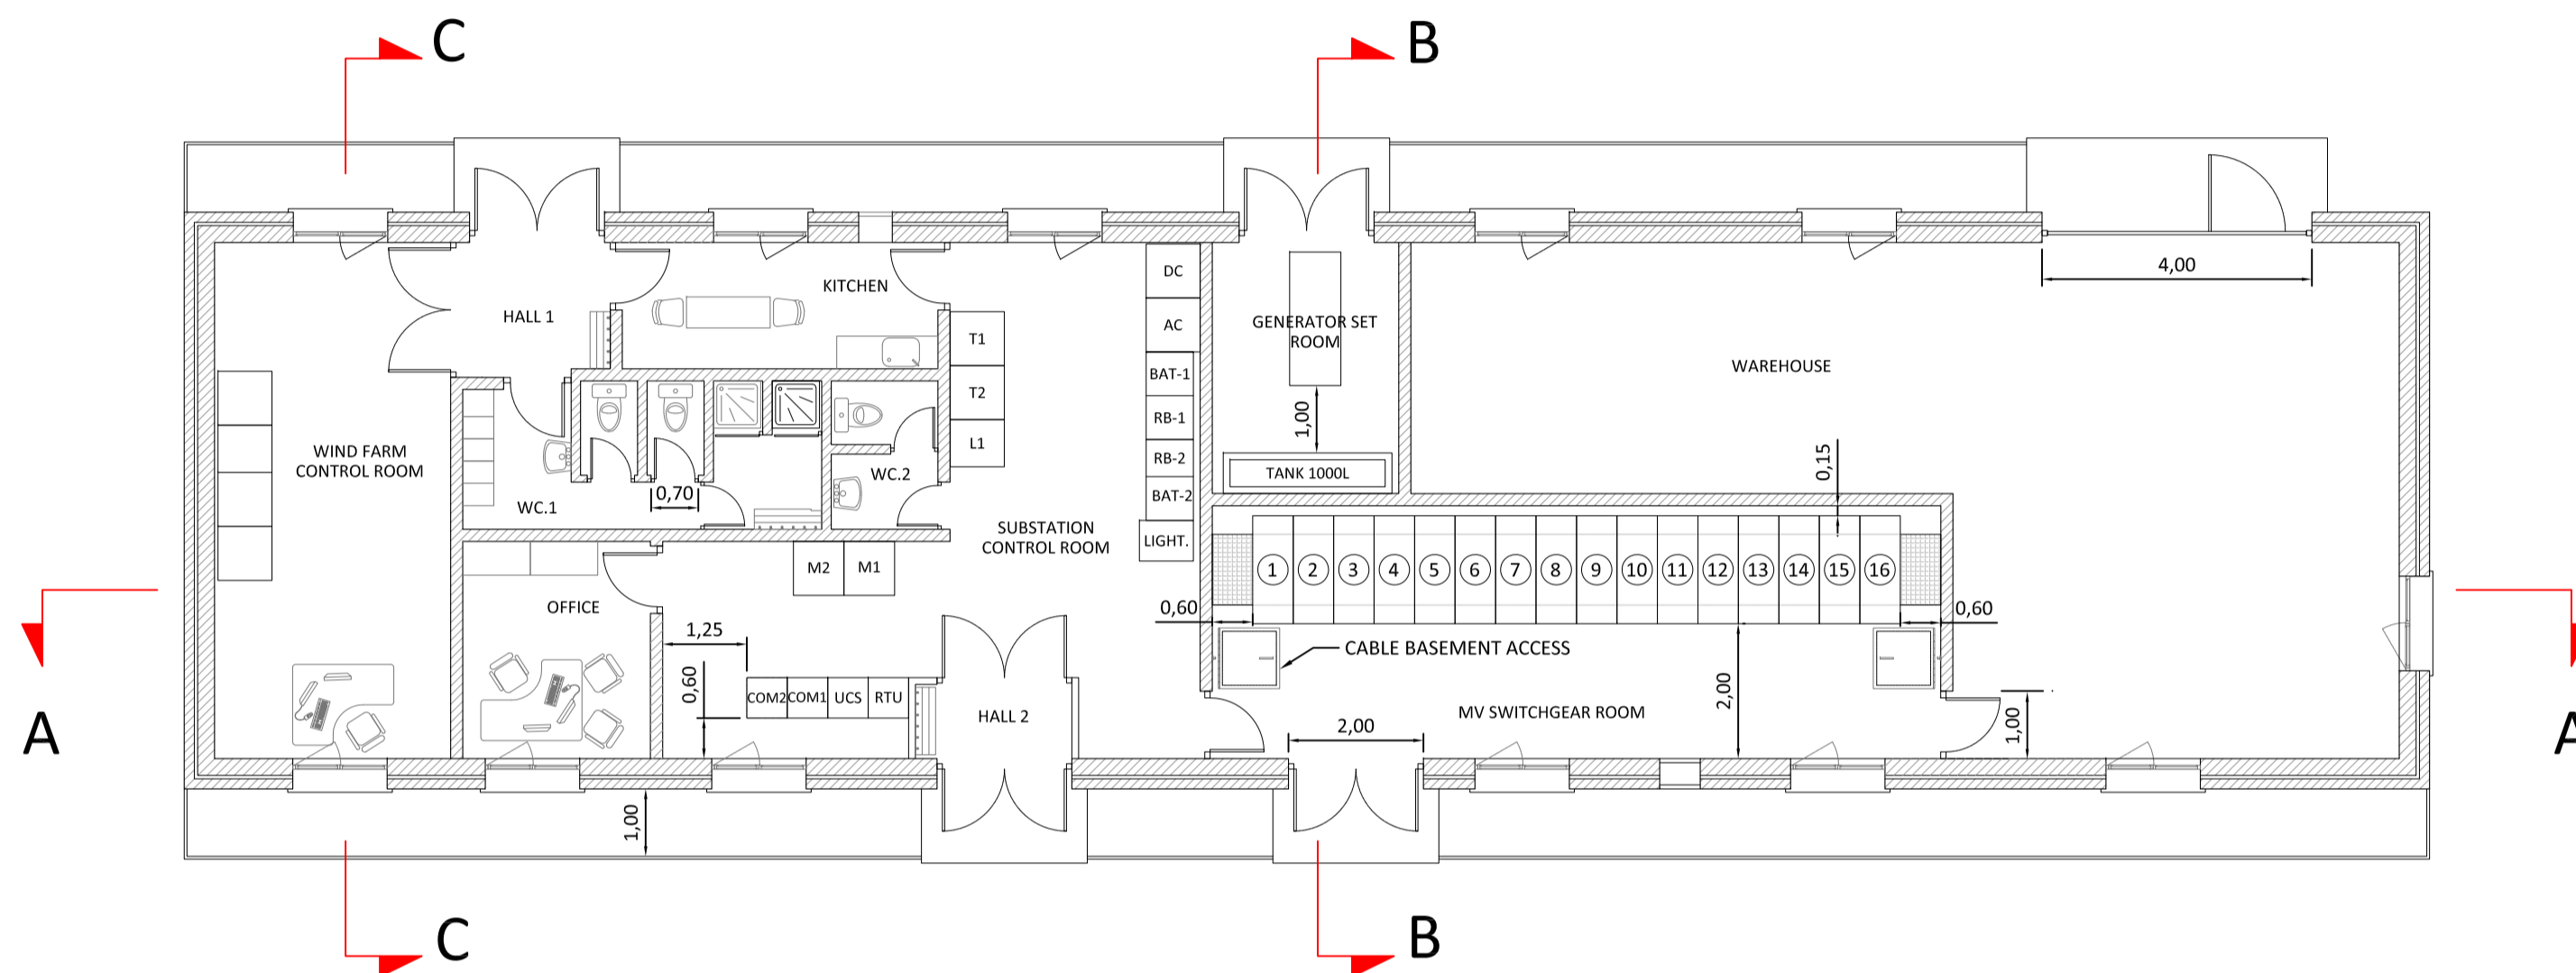 C
B
DC
4,00
KITCHEN
HALL 1
AC
GENERATOR SET
ROOM
T1
WAREHOUSE
BAT-1
T2
RB-1
1,00
L1
WIND FARM
CONTROL ROOM
RB-2
0,15
TANK 1000L
WC.2
0,70
BAT-2
WC.1
SUBSTATION
CONTROL ROOM
LIGHT.
M2
M1
1
2
3
4
5
6
7
8
9
10
11
12
13
14
15
16
OFFICE
0,60
0,60
1,25
CABLE BASEMENT ACCESS
0,60
COM2
COM1
UCS
RTU
2,00
HALL 2
MV SWITCHGEAR ROOM
2,00
1,00
A
A
1,00
C
B